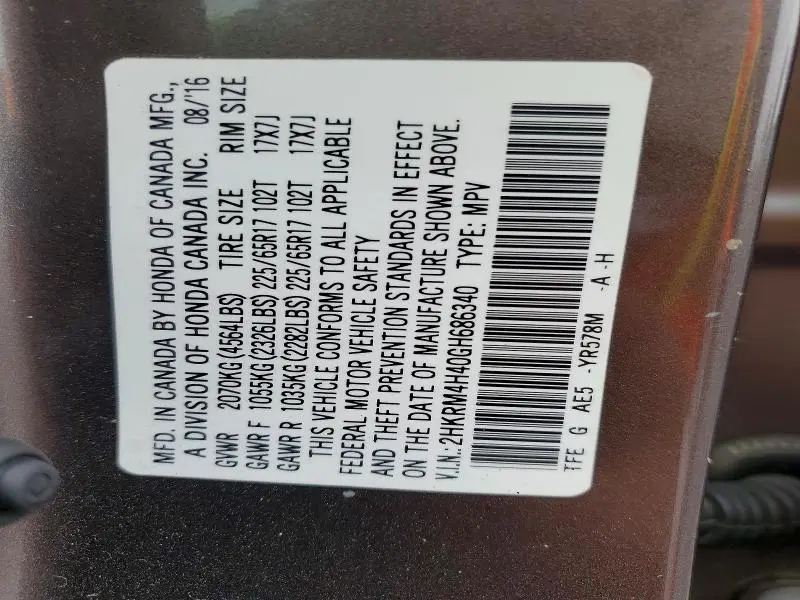 MFD. IN CANADA BY HONDA OF CANADA MFG.,
A DIVISION OF HONDA CANADA INC. 08/'16
GVWR 2070KG(4564LBS) TIRE SIZE RIM SIZE
GAWR F 1055KG(2326LBS) 225/65R17 102T 17X7J
GAWR R 1035KG(2282LBS) 225/65R17 102T 17X7J
THIS VEHICLE CONFORMS TO ALL APPLICABLE
FEDERAL MOTOR VEHICLE SAFETY
AND THEFT PREVENTION STANDARDS IN EFFECT
ON THE DATE OF MANUFACTURE SHOWN ABOVE.
V.I.N.: 2HKRM4H40GH686340 TYPE: MPV
TFE G AE5 -YR578M -A -H